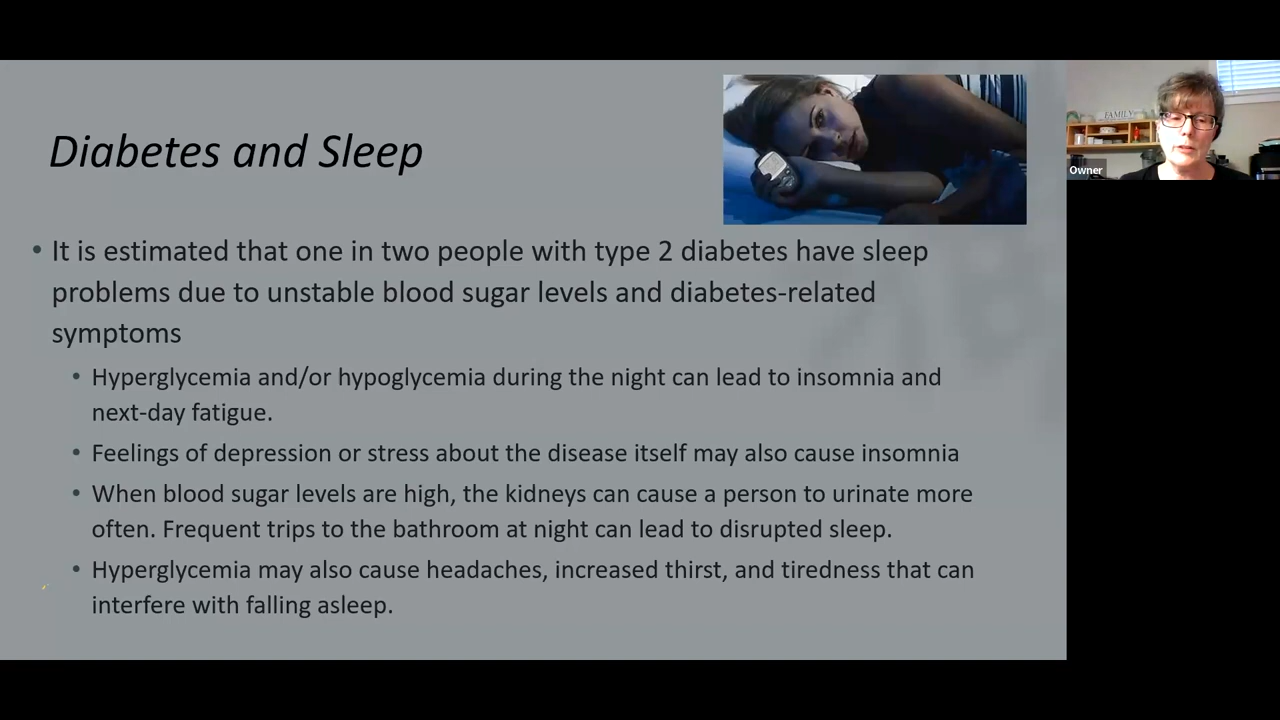 Diabetes and Sleep
• It is estimated that one in two people with type 2 diabetes have sleep
problems due to unstable blood sugar levels and diabetes-related
symptoms
• Hyperglycemia and/or hypoglycemia during the night can lead to insomnia and
next-day fatigue.
• Feelings of depression or stress about the disease itself may also cause insomnia
• When blood sugar levels are high, the kidneys can cause a person to urinate more
often. Frequent trips to the bathroom at night can lead to disrupted sleep.
• Hyperglycemia may also cause headaches, increased thirst, and tiredness that can
interfere with falling asleep.
FAMILY
Owner